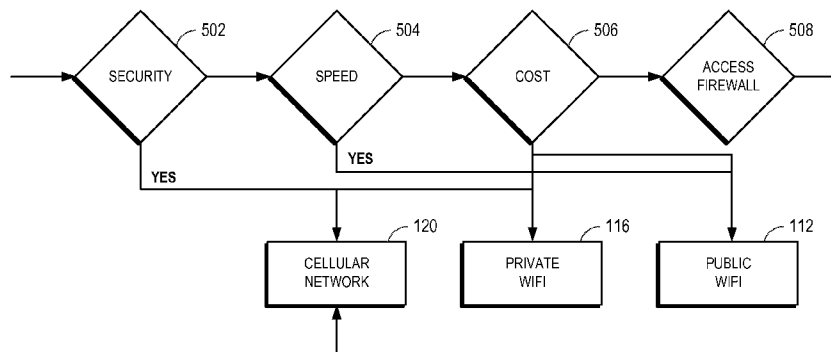 502
504
506
508
SECURITY
SPEED
COST
ACCESS
FIREWALL
YES
YES
120
116
112
CELLULAR
NETWORK
PRIVATE
WIFI
PUBLIC
WIFI